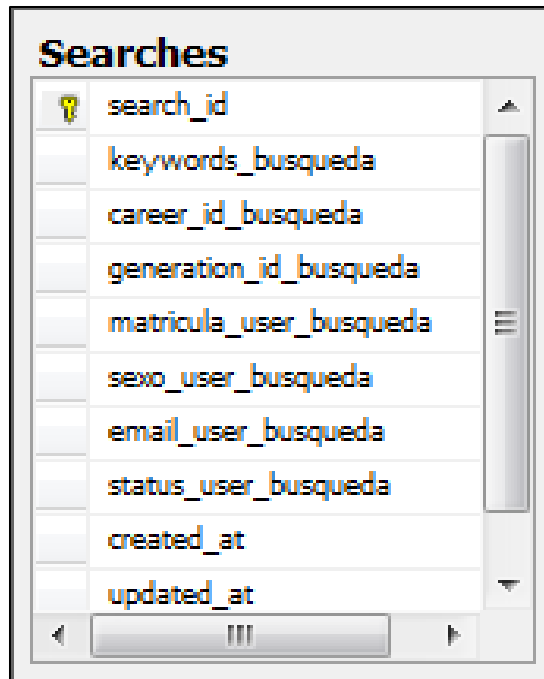 Searches
search_id
keywords_busqueda
career_id_busqueda
generation_id_busqueda
matricula_user_busqueda
sexo_user_busqueda
email_user_busqueda
status_user_busqueda
created_at
updated_at